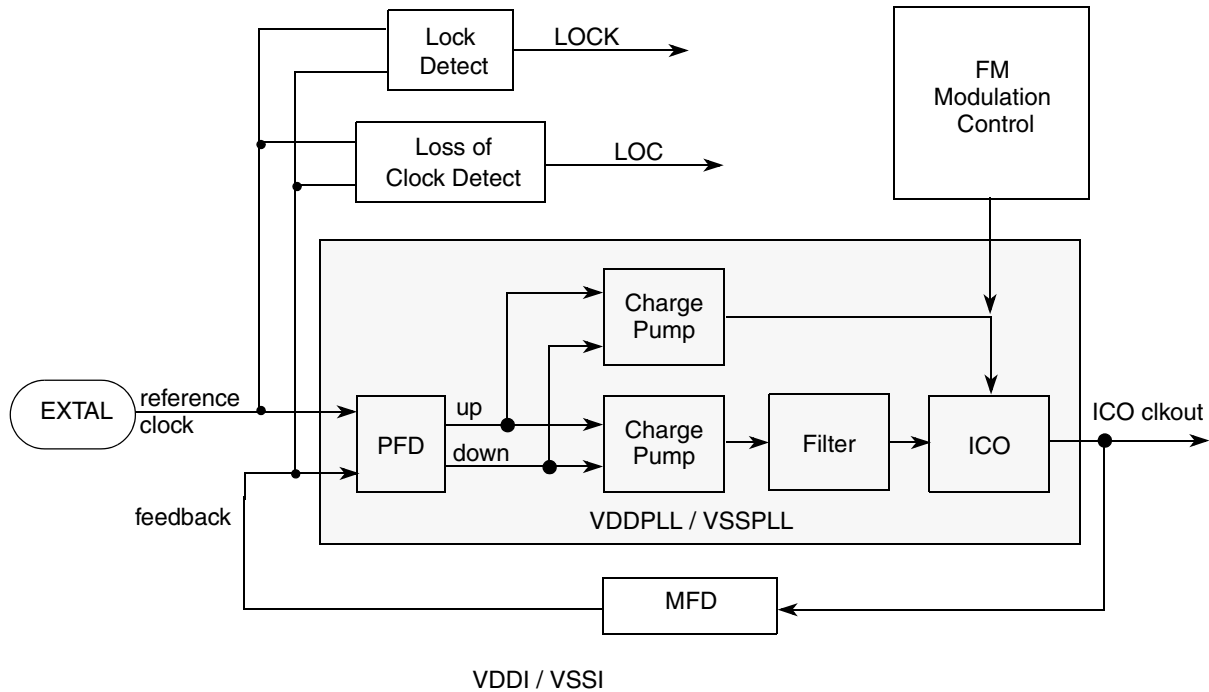 Lock
Detect
LOCK
FM
Modulation
Control
Loss of
Clock Detect
LOC
Charge
Pump
EXTAL
reference
clock
up
down
PFD
Charge
Pump
Filter
ICO
ICO clkout
feedback
VDDPLL / VSSPLL
MFD
VDDI / VSSI